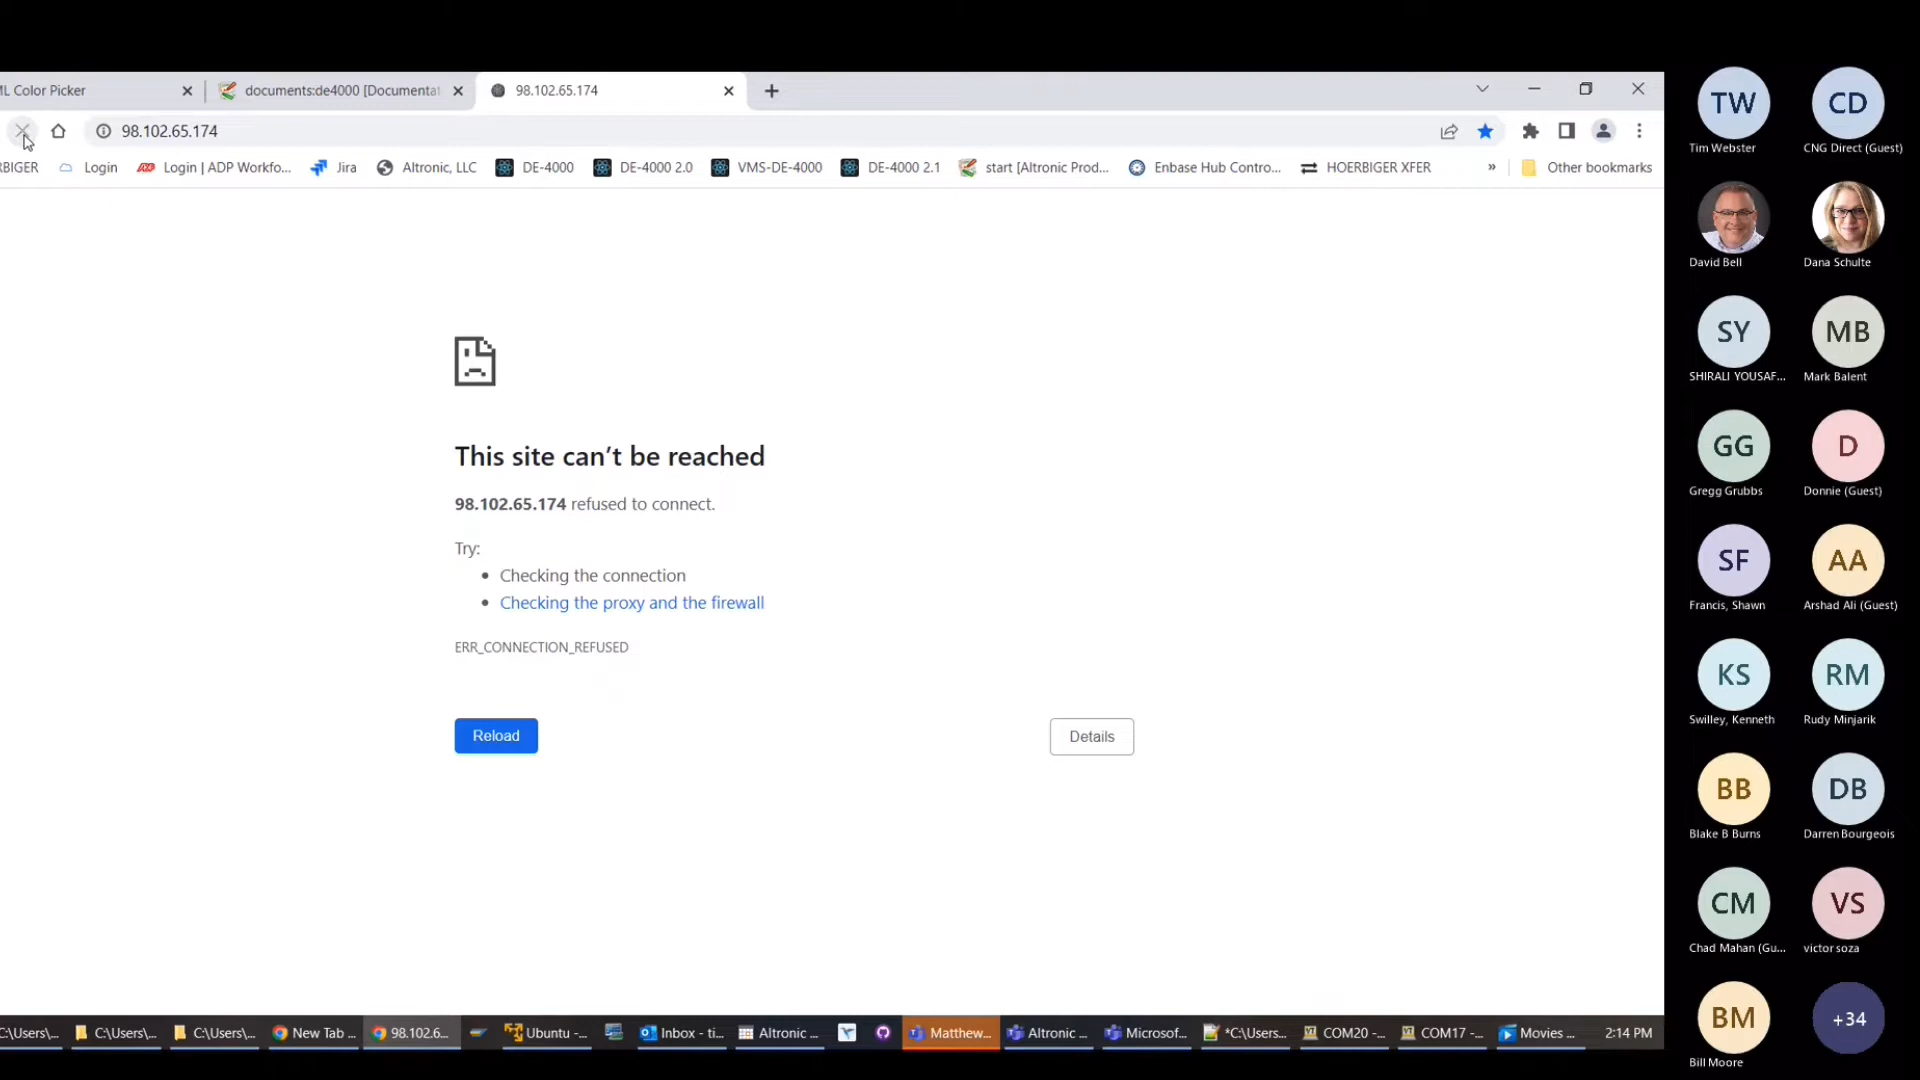 L Color Picker
documents:de4000 [Documentat
98.102.65.174
98.102.65.174
RBIGER
Login
Login | ADP Workfo...
Jira
Altronic, LLC
DE-4000
DE-4000 2.0
VMS-DE-4000
DE-4000 2.1
start [Altronic Prod...
Enbase Hub Contro...
HOERBIGER XFER
»
Other bookmarks
This site can’t be reached
98.102.65.174 refused to connect.
Try:
• Checking the connection
• Checking the proxy and the firewall
ERR_CONNECTION_REFUSED
Reload
Details
C:\Users\...
C:\Users\...
C:\Users\...
New Tab ...
98.102.6...
Ubuntu -...
Inbox - ti...
Altronic ...
Matthew...
Altronic ...
Microsof...
*C:\Users...
COM20 -...
COM17 -...
Movies ...
2:14 PM
TW
Tim Webster
CD
CNG Direct (Guest)
David Bell
Dana Schulte
SY
SHIRALI YOUSAF...
MB
Mark Balent
GG
Gregg Grubbs
D
Donnie (Guest)
SF
Francis, Shawn
AA
Arshad Ali (Guest)
KS
Swilley, Kenneth
RM
Rudy Minjarik
BB
Blake B Burns
DB
Darren Bourgeois
CM
Chad Mahan (Gu...
VS
victor soza
BM
Bill Moore
+34